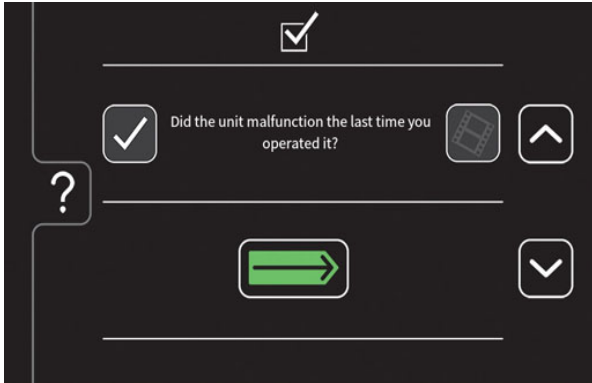 Did the unit malfunction the last time you
operated it?
?